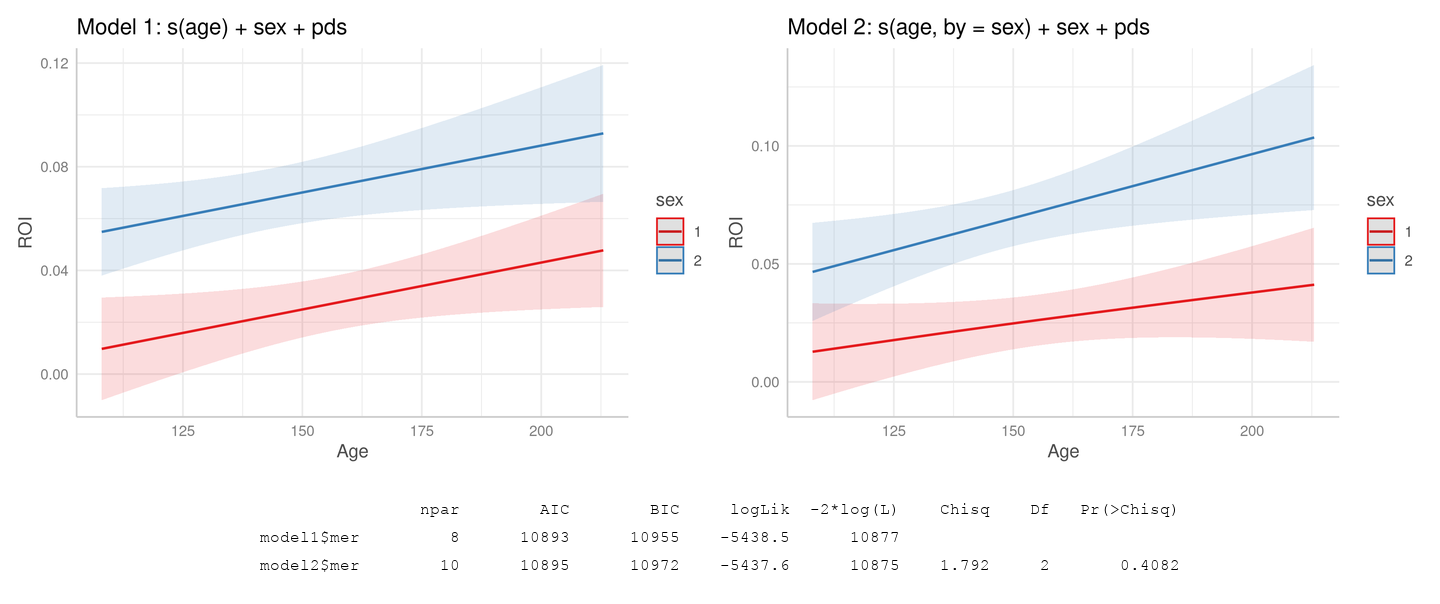 Model 1: s(age) + sex + pds
0.12
0.08
0.04
0.00
ROI
125 150 175 200
Age
sex
1
2
Model 2: s(age, by = sex) + sex + pds
0.10
0.05
0.00
ROI
125 150 175 200
Age
sex
1
2
npar AIC BIC logLik -2*log(L) Chisq Df Pr(>Chisq)
model1$mer 8 10893 10955 -5438.5 10877
model2$mer 10 10895 10972 -5437.6 10875 1.792 2 0.4082